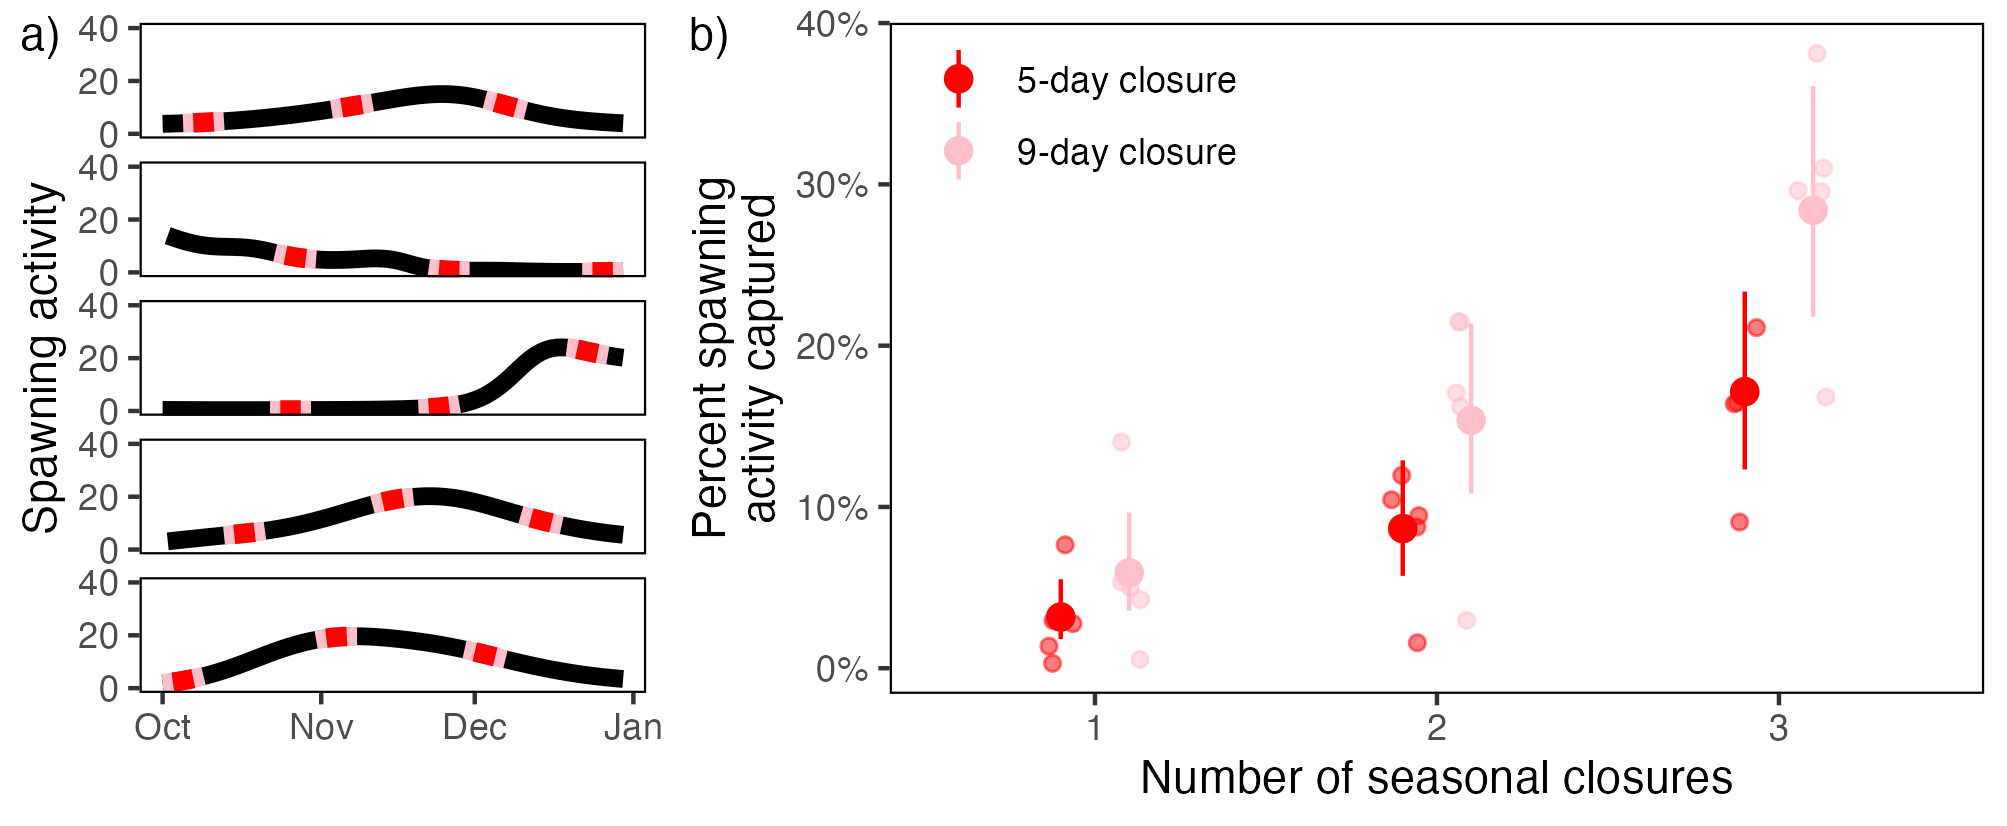 a)
Spawning activity
40
20
0
40
20
0
40
20
0
40
20
0
40
20
0
Oct Nov Dec Jan
b)
Percent spawning
activity captured
40%
30%
20%
10%
0%
5-day closure
9-day closure
1 2 3
Number of seasonal closures